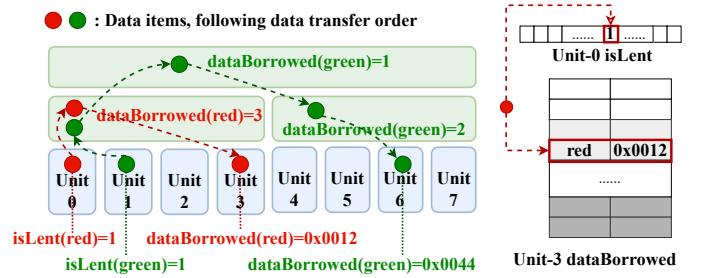 : Data items, following data transfer order
dataBorrowed(green)=1
dataBorrowed(red)=3
dataBorrowed(green)=2
Unit 0
Unit 1
Unit 2
Unit 3
Unit 4
Unit 5
Unit 6
Unit 7
isLent(red)=1
dataBorrowed(red)=0x0012
isLent(green)=1
dataBorrowed(green)=0x0044
...... 1 ......
Unit-0 isLent
red 0x0012
......
Unit-3 dataBorrowed